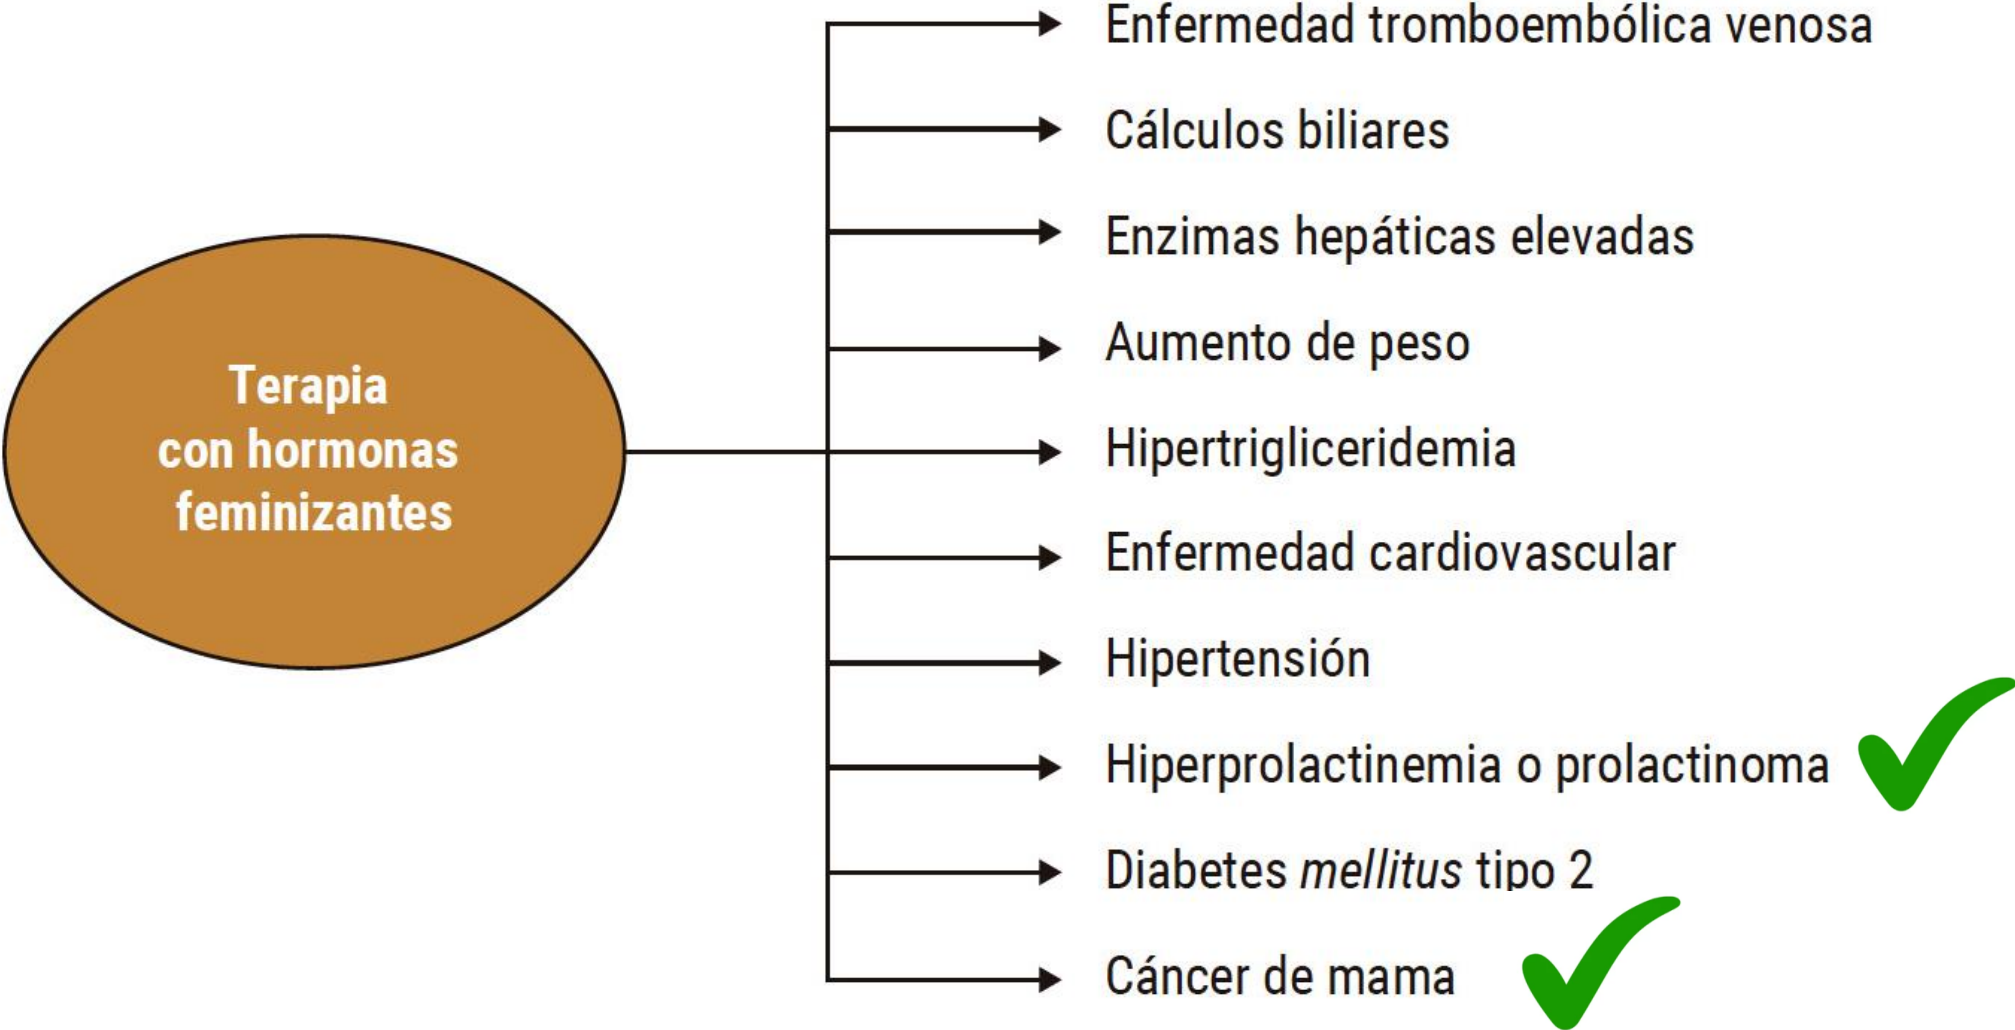 Terapia
con hormonas
feminizantes
Enfermedad tromboembólica venosa
Cálculos biliares
Enzimas hepáticas elevadas
Aumento de peso
Hipertrigliceridemia
Enfermedad cardiovascular
Hipertensión
Hiperprolactinemia o prolactinoma
Diabetes mellitus tipo 2
Cáncer de mama